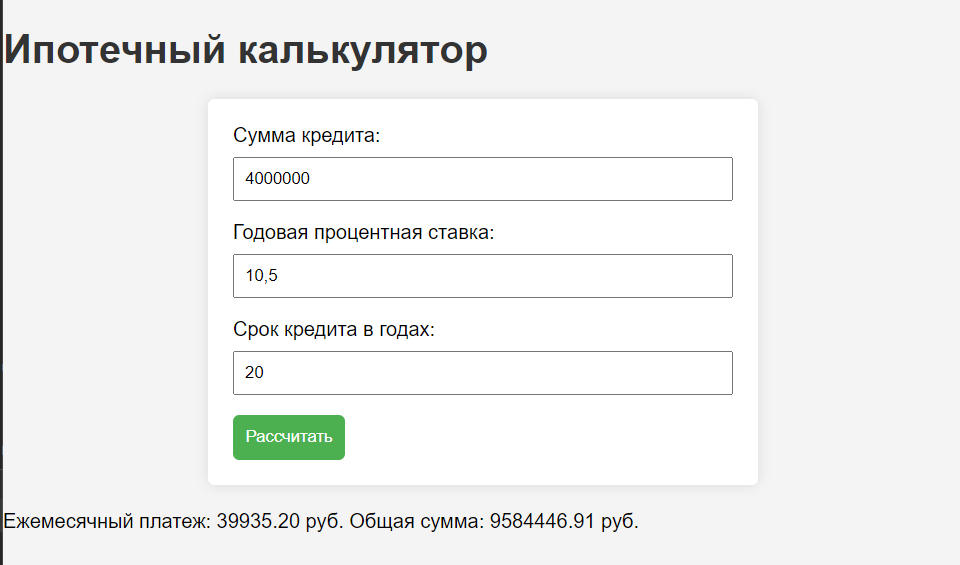 Ипотечный калькулятор
Сумма кредита:
4000000
Годовая процентная ставка:
10,5
Срок кредита в годах:
20
Рассчитать
Ежемесячный платеж: 39935.20 руб. Общая сумма: 9584446.91 руб.